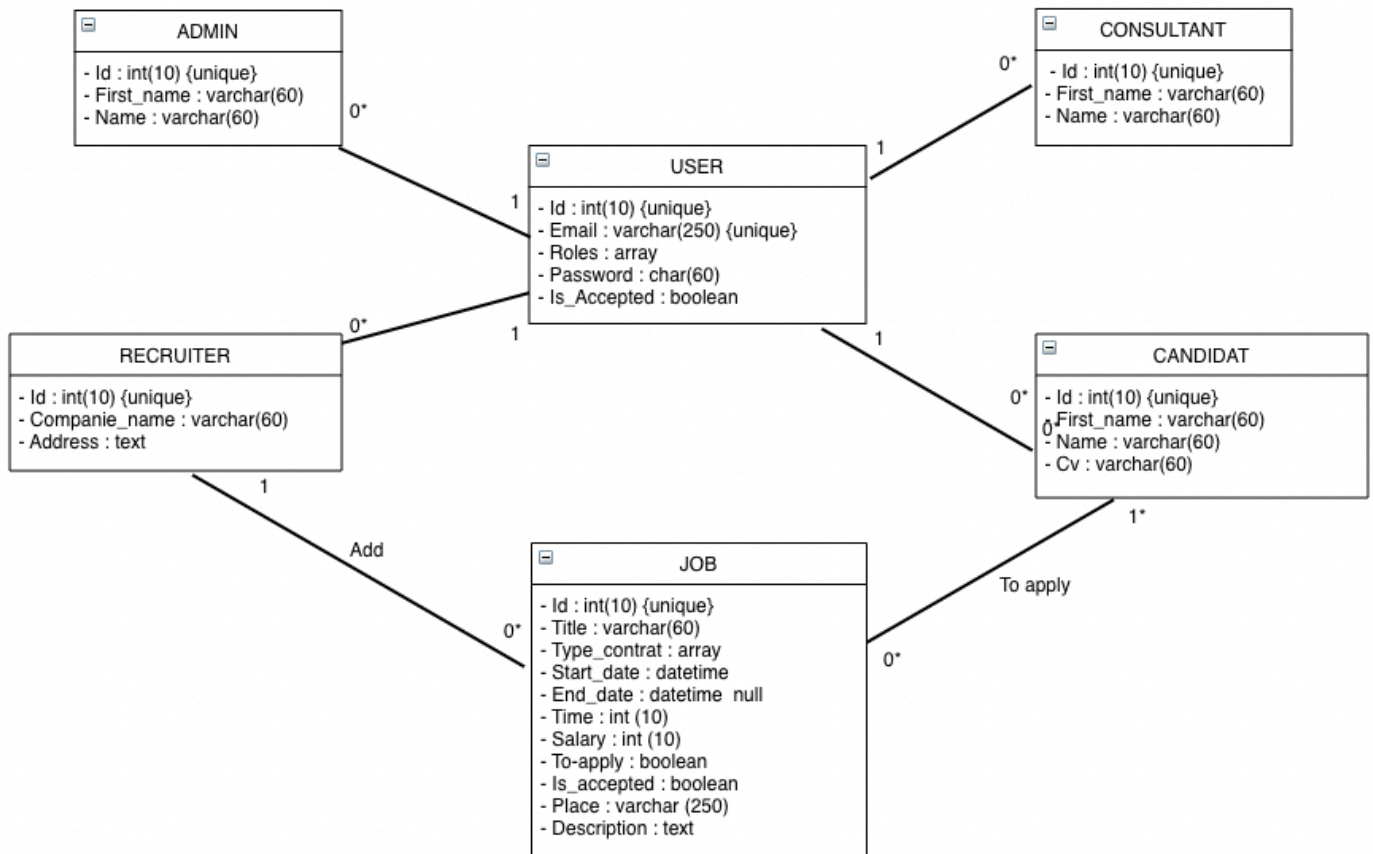 ADMIN
- Id : int(10) {unique}
- First_name : varchar(60)
- Name : varchar(60)
0*
1
CONSULTANT
- Id : int(10) {unique}
- First_name : varchar(60)
- Name : varchar(60)
0*
1
USER
- Id : int(10) {unique}
- Email : varchar(250) {unique}
- Roles : array
- Password : char(60)
- Is_Accepted : boolean
0*
1
RECRUITER
- Id : int(10) {unique}
- Companie_name : varchar(60)
- Address : text
1
0*
0*
CANDIDAT
- Id : int(10) {unique}
- First_name : varchar(60)
- Name : varchar(60)
- Cv : varchar(60)
1
Add
0*
1*
To apply
0*
JOB
- Id : int(10) {unique}
- Title : varchar(60)
- Type_contrat : array
- Start_date : datetime
- End_date : datetime null
- Time : int (10)
- Salary : int (10)
- To-apply : boolean
- Is_accepted : boolean
- Place : varchar (250)
- Description : text